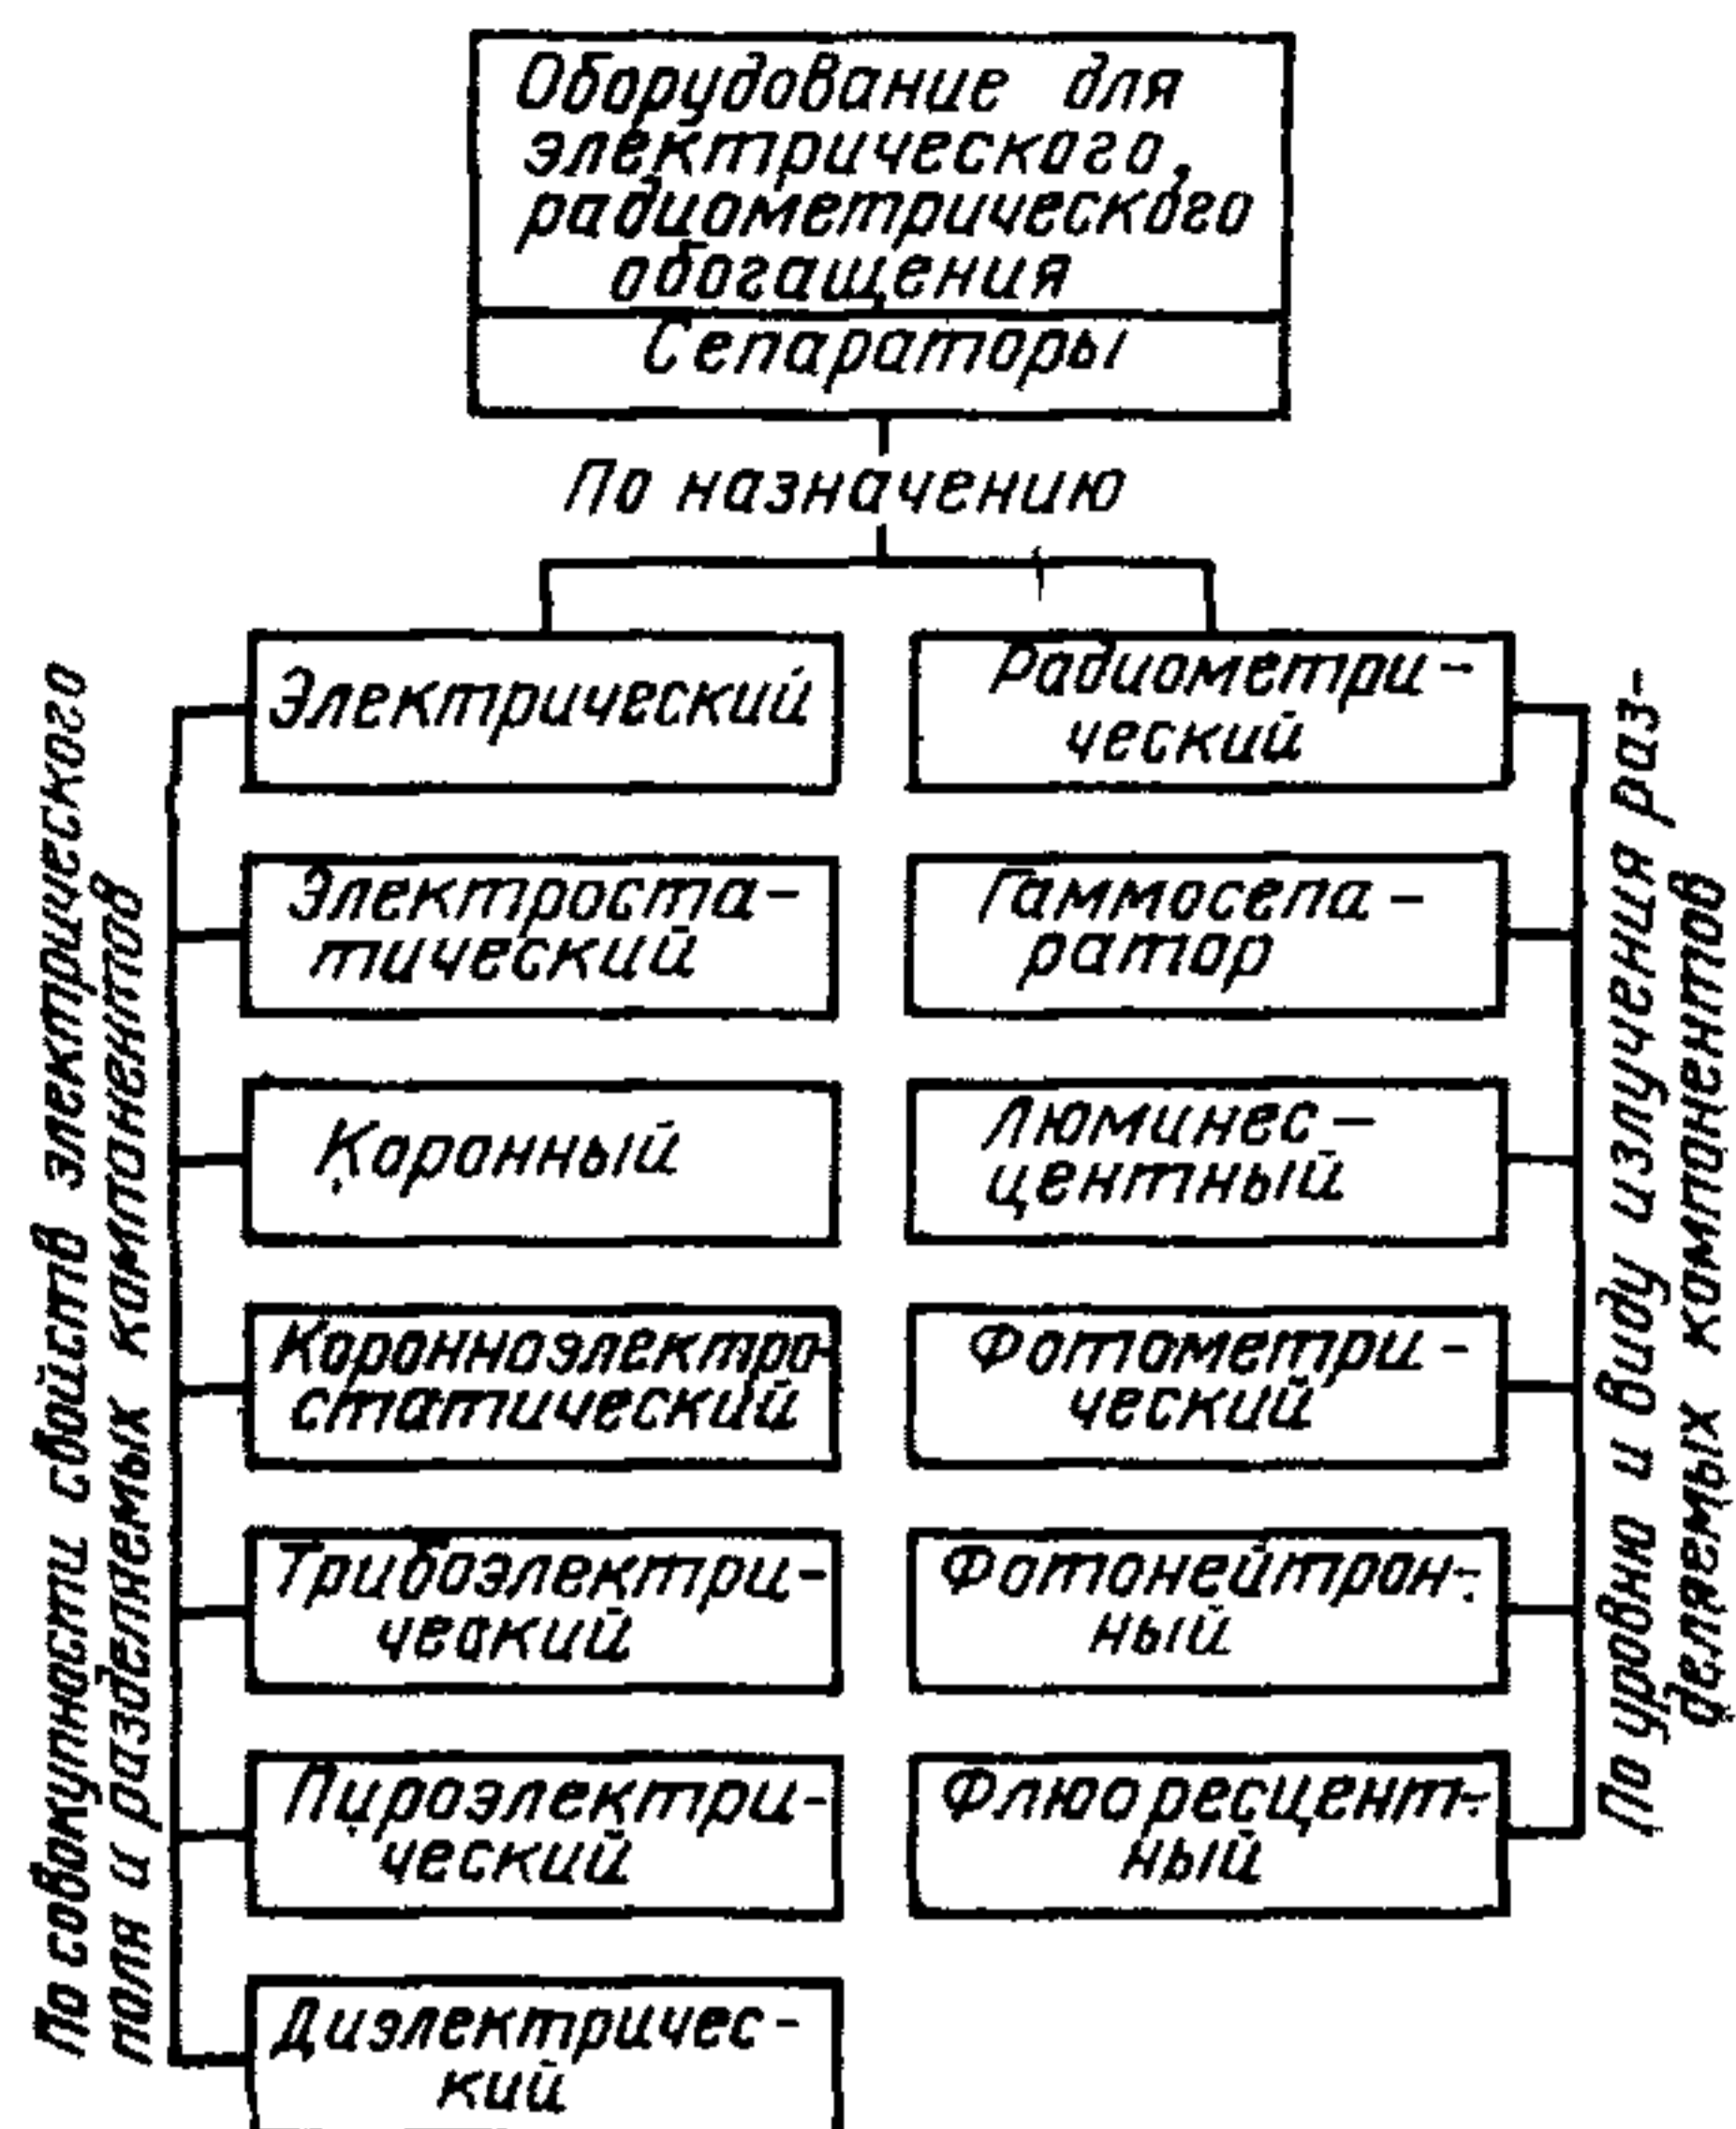 Оборудование для
электрического,
радиометрического
обогащения
Сепараторы
По назначению
Электрический
Радиометри-
ческий
По совокупности свойств электрического
поля и разделяемых компонентов
По уровню и виду излучения раз-
деляемых компонентов
Электроста-
тический
Гаммосепа-
ратор
Коронный
Люминес-
центный
Коронноэлектро-
статический
Фотометри-
ческий
Трибоэлектри-
ческий
Фотонейтрон-
ный
Пироэлектри-
ческий
Флюоресцент-
ный
Диэлектричес-
кий